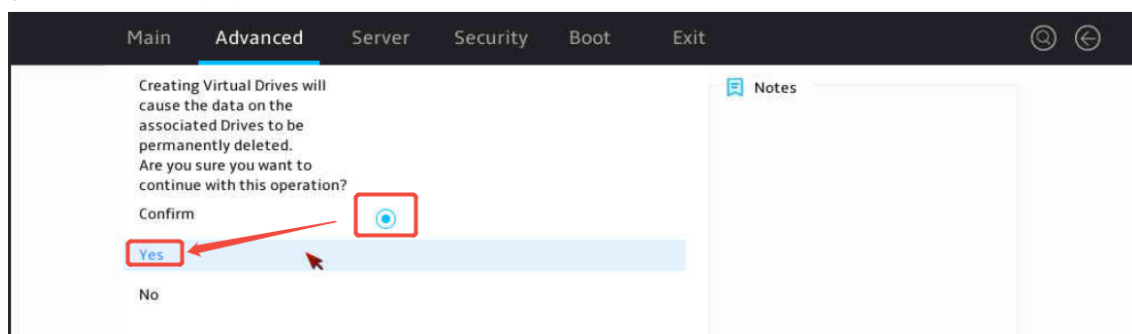 Main Advanced Server Security Boot Exit
Creating Virtual Drives will
cause the data on the
associated Drives to be
permanently deleted.
Are you sure you want to
continue with this operation?
Confirm
Yes
No
Notes